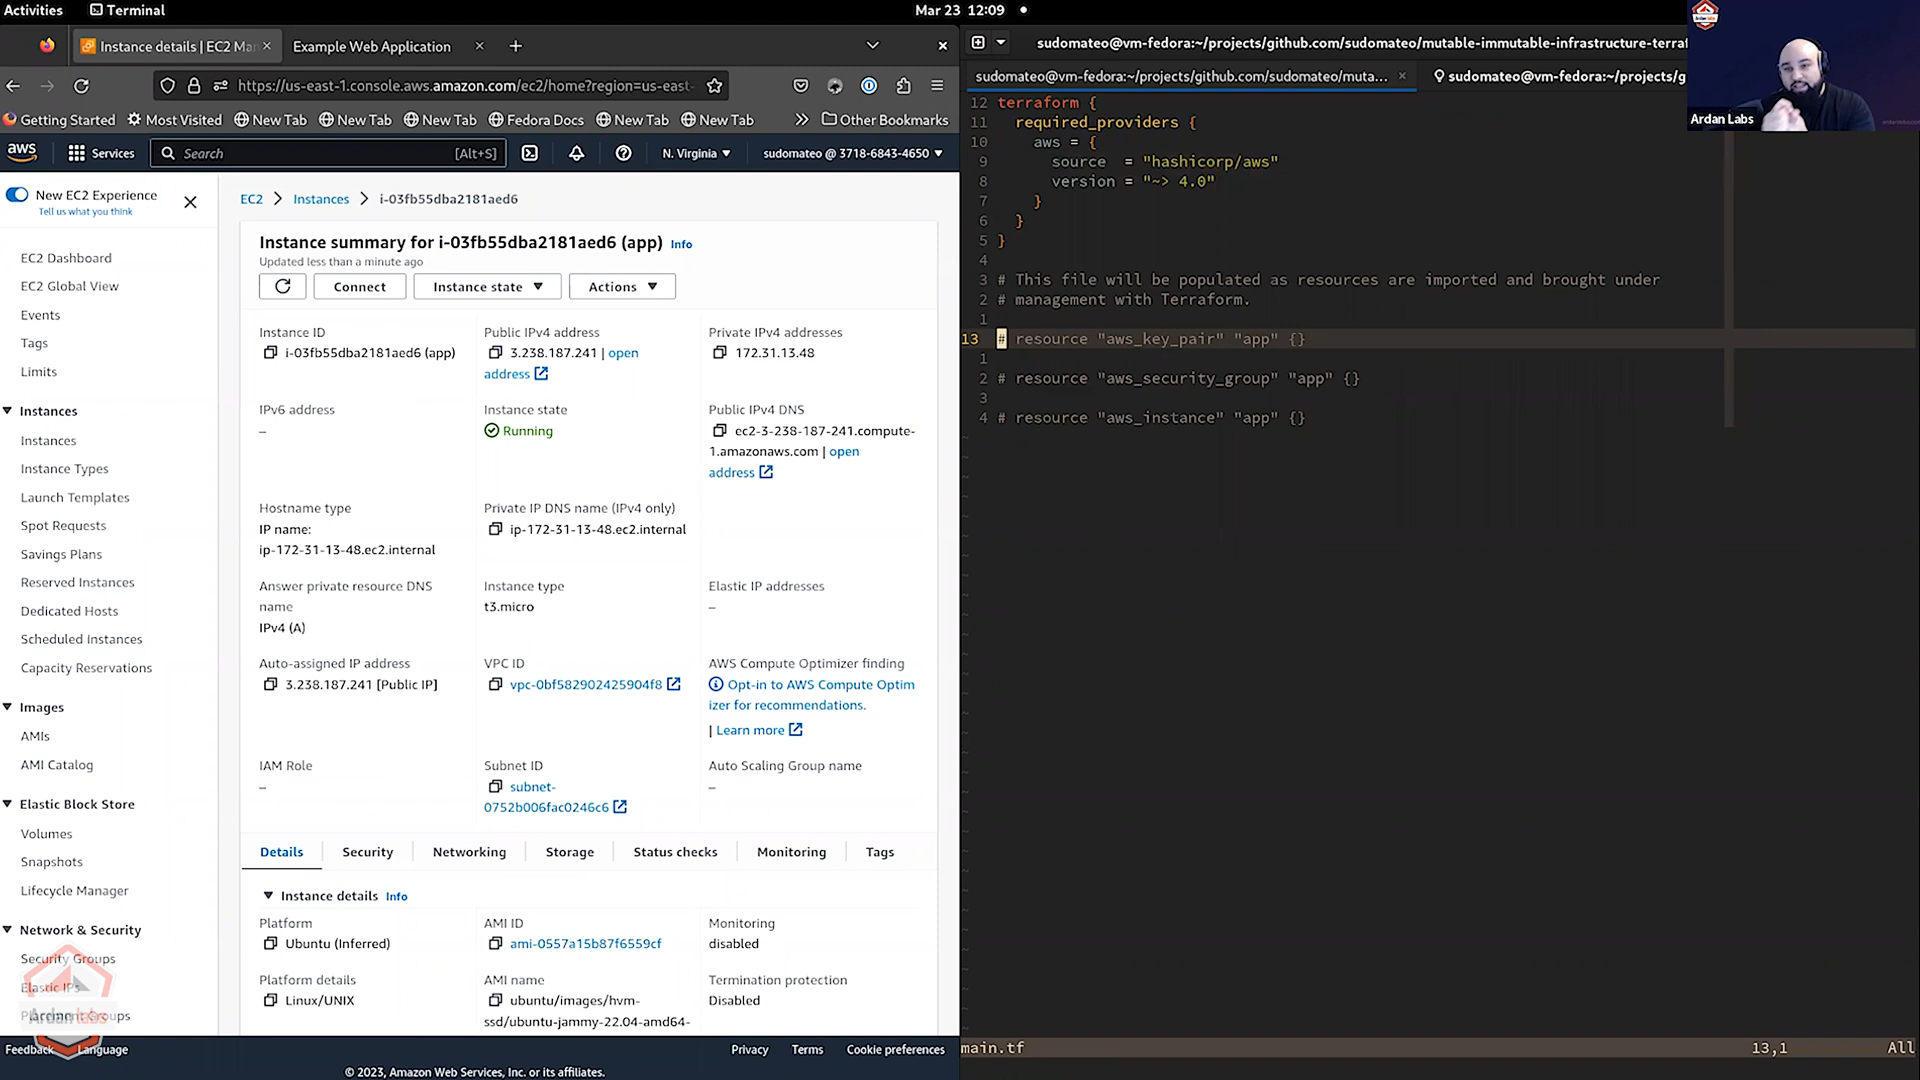 Activities
Terminal
Mar 23 12:09
Instance details | EC2 Man
Example Web Application
https://us-east-1.console.aws.amazon.com/ec2/home?region=us-east-
Getting Started
Most Visited
New Tab
New Tab
New Tab
Fedora Docs
New Tab
New Tab
Other Bookmarks
aws
Services
Search
[Alt+S]
N. Virginia
sudomateo @ 3718-6843-4650
New EC2 Experience
Tell us what you think
EC2 Dashboard
EC2 Global View
Events
Tags
Limits
Instances
Instances
Instance Types
Launch Templates
Spot Requests
Savings Plans
Reserved Instances
Dedicated Hosts
Scheduled Instances
Capacity Reservations
Images
AMIs
AMI Catalog
Elastic Block Store
Volumes
Snapshots
Lifecycle Manager
Network & Security
Security Groups
Elastic IPs
Placement Groups
Ardan labs
EC2 > Instances > i-03fb55dba2181aed6
Instance summary for i-03fb55dba2181aed6 (app) Info
Updated less than a minute ago
Connect
Instance state
Actions
Instance ID
i-03fb55dba2181aed6 (app)
Public IPv4 address
3.238.187.241 | open
address
Private IPv4 addresses
172.31.13.48
IPv6 address
–
Instance state
Running
Public IPv4 DNS
ec2-3-238-187-241.compute-
1.amazonaws.com | open
address
Hostname type
IP name:
ip-172-31-13-48.ec2.internal
Private IP DNS name (IPv4 only)
ip-172-31-13-48.ec2.internal
Answer private resource DNS
name
IPv4 (A)
Instance type
t3.micro
Elastic IP addresses
–
Auto-assigned IP address
3.238.187.241 [Public IP]
VPC ID
vpc-0bf582902425904f8
AWS Compute Optimizer finding
Opt-in to AWS Compute Optim
izer for recommendations.
| Learn more
IAM Role
–
Subnet ID
subnet-
0752b006fac0246c6
Auto Scaling Group name
–
Details
Security
Networking
Storage
Status checks
Monitoring
Tags
Instance details Info
Platform
Ubuntu (Inferred)
AMI ID
ami-0557a15b87f6559cf
Monitoring
disabled
Platform details
Linux/UNIX
AMI name
ubuntu/images/hvm-
ssd/ubuntu-jammy-22.04-amd64-
Termination protection
Disabled
Feedback
Language
Privacy
Terms
Cookie preferences
© 2023, Amazon Web Services, Inc. or its affiliates.
sudomateo@vm-fedora:~/projects/github.com/sudomateo/mutable-immutable-infrastructure-terraf
sudomateo@vm-fedora:~/projects/github.com/sudomateo/muta...
sudomateo@vm-fedora:~/projects/g
Ardan Labs
12 terraform {
11 required_providers {
10 aws = {
9 source = "hashicorp/aws"
8 version = "~> 4.0"
7 }
6 }
5 }
4
3 # This file will be populated as resources are imported and brought under
2 # management with Terraform.
1
13 # resource "aws_key_pair" "app" {}
1
2 # resource "aws_security_group" "app" {}
3
4 # resource "aws_instance" "app" {}
main.tf
13,1
All